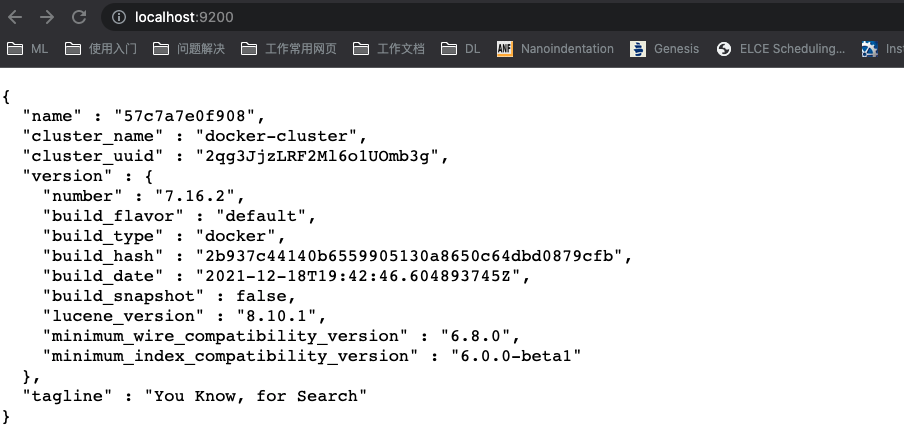 localhost:9200
ML 使用入门 问题解决 工作常用网页 工作文档 DL ANF Nanoindentation Genesis ELCE Scheduling... Inst
{
"name" : "57c7a7e0f908",
"cluster_name" : "docker-cluster",
"cluster_uuid" : "2qg3JjzLRF2Ml6o1UOmb3g",
"version" : {
"number" : "7.16.2",
"build_flavor" : "default",
"build_type" : "docker",
"build_hash" : "2b937c44140b6559905130a8650c64dbd0879cfb",
"build_date" : "2021-12-18T19:42:46.604893745Z",
"build_snapshot" : false,
"lucene_version" : "8.10.1",
"minimum_wire_compatibility_version" : "6.8.0",
"minimum_index_compatibility_version" : "6.0.0-beta1"
},
"tagline" : "You Know, for Search"
}